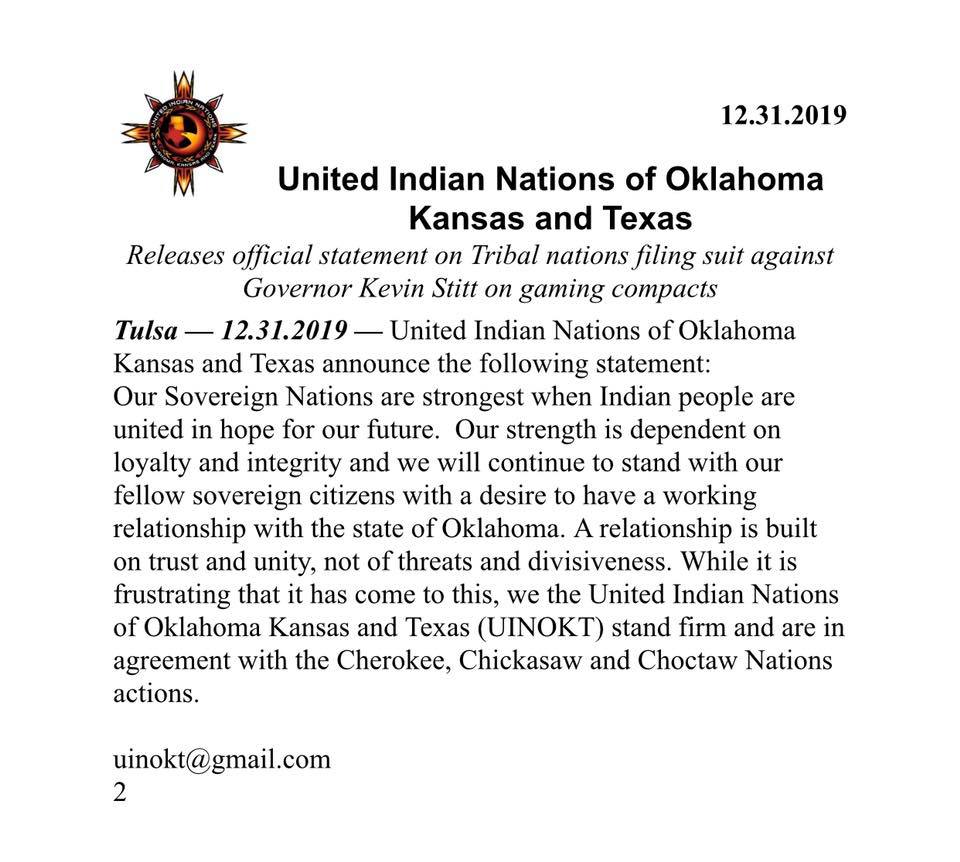 UNITED INDIAN NATIONS
OKLAHOMA, KANSAS AND TEXAS
12.31.2019
United Indian Nations of Oklahoma
Kansas and Texas
Releases official statement on Tribal nations filing suit against
Governor Kevin Stitt on gaming compacts
Tulsa — 12.31.2019 — United Indian Nations of Oklahoma
Kansas and Texas announce the following statement:
Our Sovereign Nations are strongest when Indian people are
united in hope for our future.  Our strength is dependent on
loyalty and integrity and we will continue to stand with our
fellow sovereign citizens with a desire to have a working
relationship with the state of Oklahoma. A relationship is built
on trust and unity, not of threats and divisiveness. While it is
frustrating that it has come to this, we the United Indian Nations
of Oklahoma Kansas and Texas (UINOKT) stand firm and are in
agreement with the Cherokee, Chickasaw and Choctaw Nations
actions.
uinokt@gmail.com
2